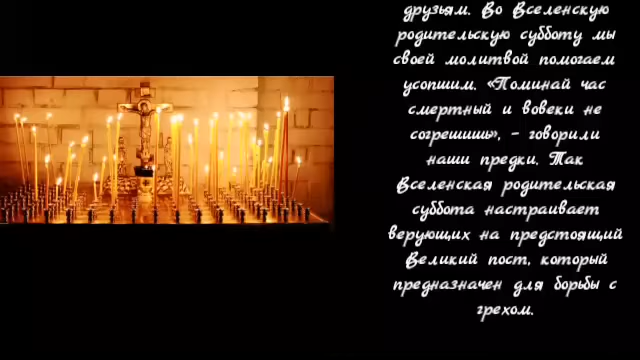 друзьям. Во Вселенскую
родительскую субботу мы
своей молитвой помогаем
усопшим. «Поминай час
смертный и вовеки не
согрешишь», - говорили
наши предки. Так
Вселенская родительская
суббота настраивает
верующих на предстоящий
Великий пост, который
предназначен для борьбы с
грехом.